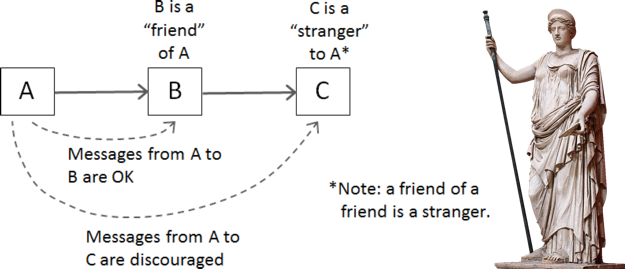 B is a
“friend”
of A
C is a
“stranger”
to A*
A
B
C
Messages from A to
B are OK
*Note: a friend of a
friend is a stranger.
Messages from A to
C are discouraged